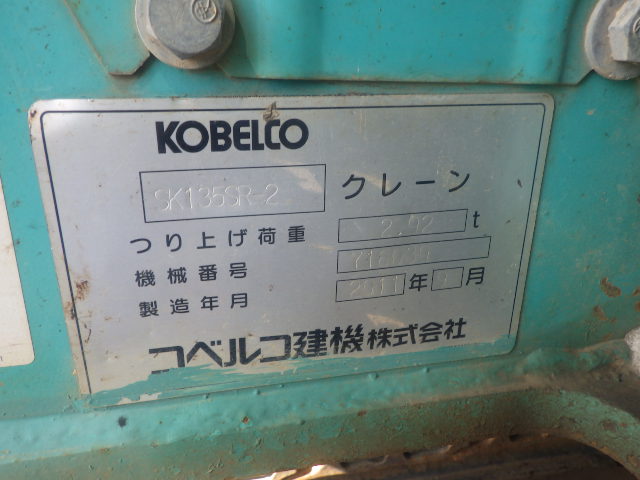 KOBELCO
SK135SR-2 クレーン
つり上げ荷重 2.92 t
機械番号
製造年月 2011 年 月
コベルコ建機株式会社